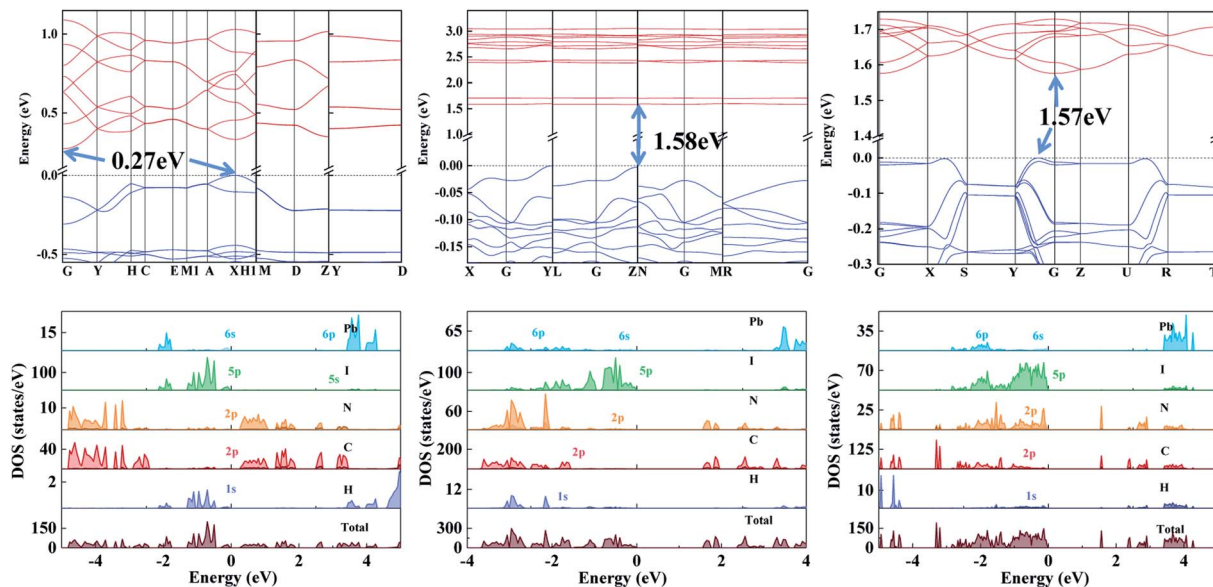 Energy (eV)
1.0
0.5
0.0
-0.5
0.27eV
G Y H C E M1 A X H1 M D Z Y D
Energy (eV)
3.0
2.5
2.0
1.5
1.0
0.00
-0.05
-0.10
-0.15
1.58eV
X G Y L G Z N G M R G
Energy (eV)
1.7
1.6
1.5
1.4
0.0
-0.1
-0.2
-0.3
1.57eV
G X S Y G Z U R T
DOS (states/eV)
15 6s 6p Pb
100 5p 5s I
10 2p N
40 2p C
2 1s H
150 Total
0
-4 -2 0 2 4
Energy (eV)
DOS (states/eV)
65 6p 6s Pb
100 5p I
60 2p N
200 2p C
12 1s H
300 Total
150
0
-4 -2 0 2 4
Energy (eV)
DOS (states/eV)
35 6p 6s Pb
70 5p I
25 2p N
125 2p C
10 1s H
150 Total
0
-4 -2 0 2 4
Energy (eV)